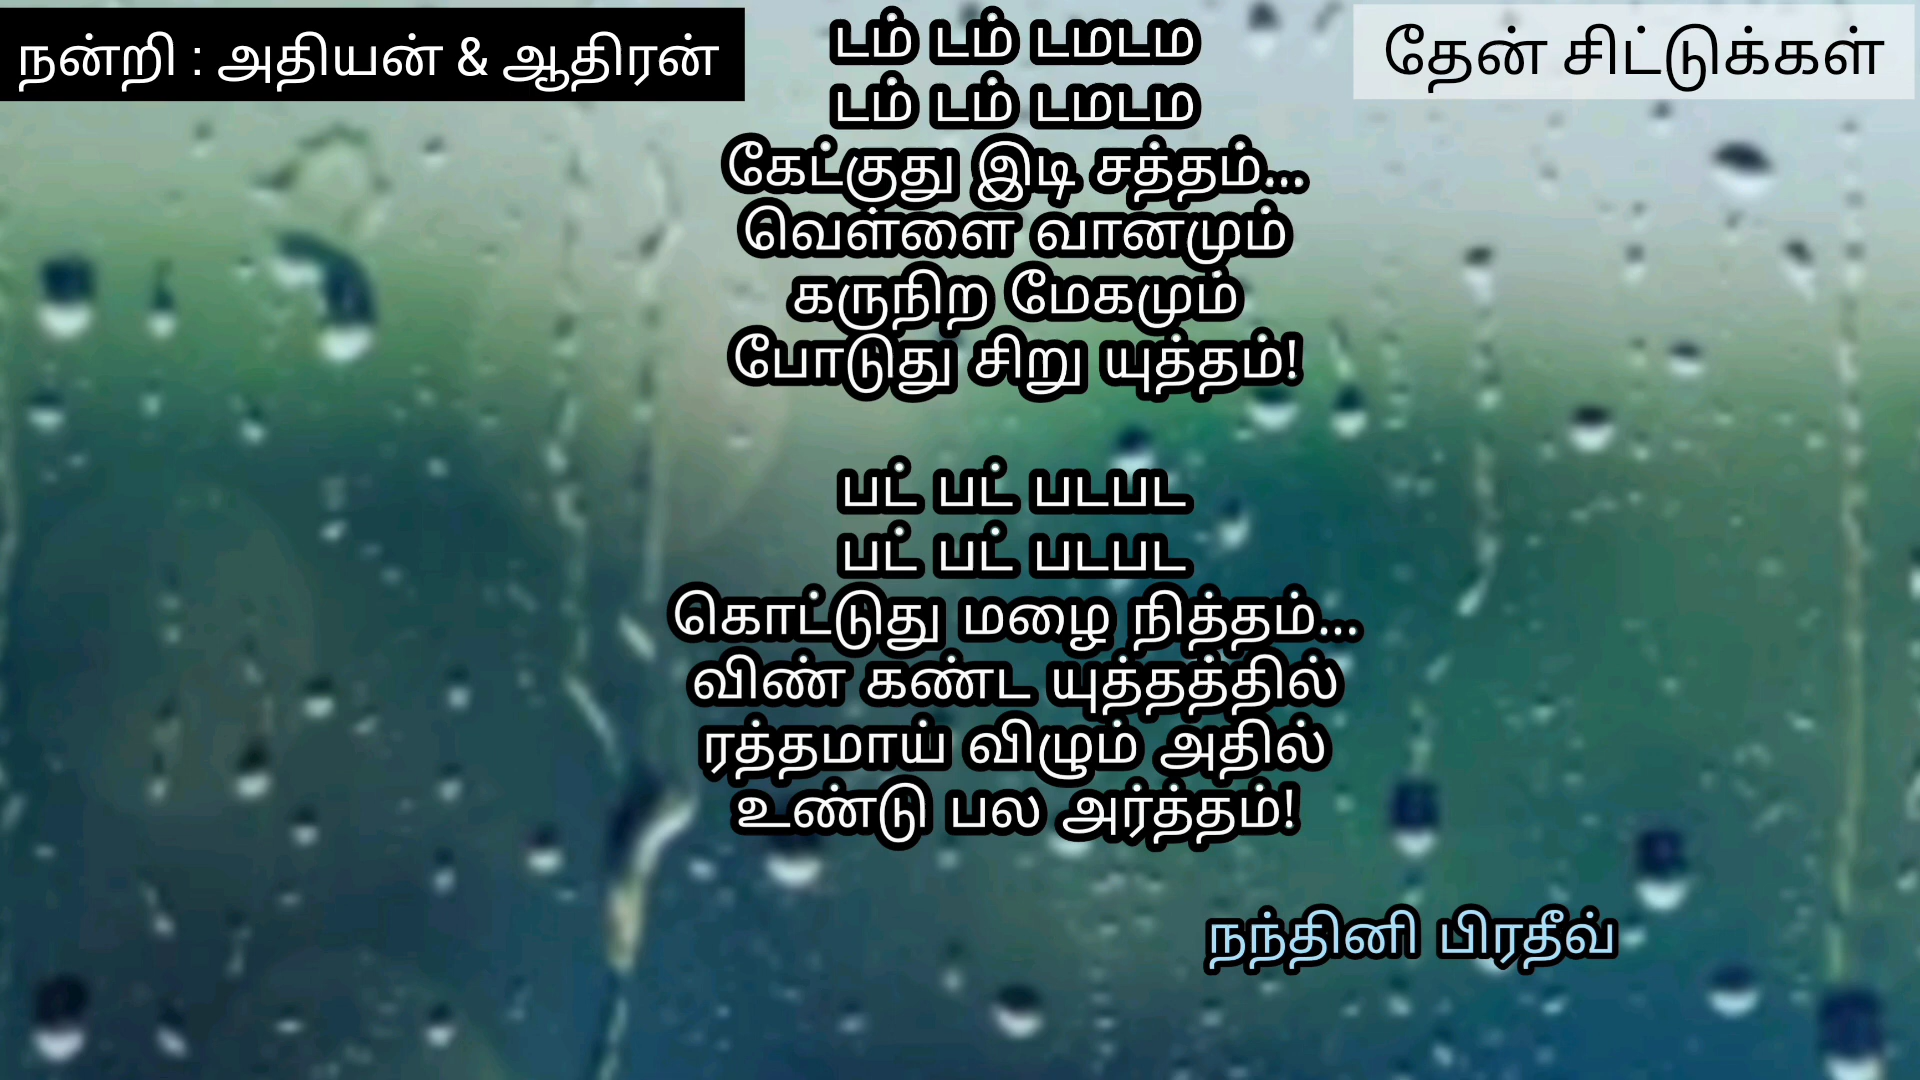 நன்றி : அதியன் & ஆதிரன்
தேன் சிட்டுக்கள்
டம் டம் டமடம
டம் டம் டமடம
கேட்குது இடி சத்தம்...
வெள்ளை வானமும்
கருநிற மேகமும்
போடுது சிறு யுத்தம்!
பட் பட் படபட
பட் பட் படபட
கொட்டுது மழை நித்தம்...
விண் கண்ட யுத்தத்தில்
ரத்தமாய் விழும் அதில்
உண்டு பல அர்த்தம்!
நந்தினி பிரதீவ்